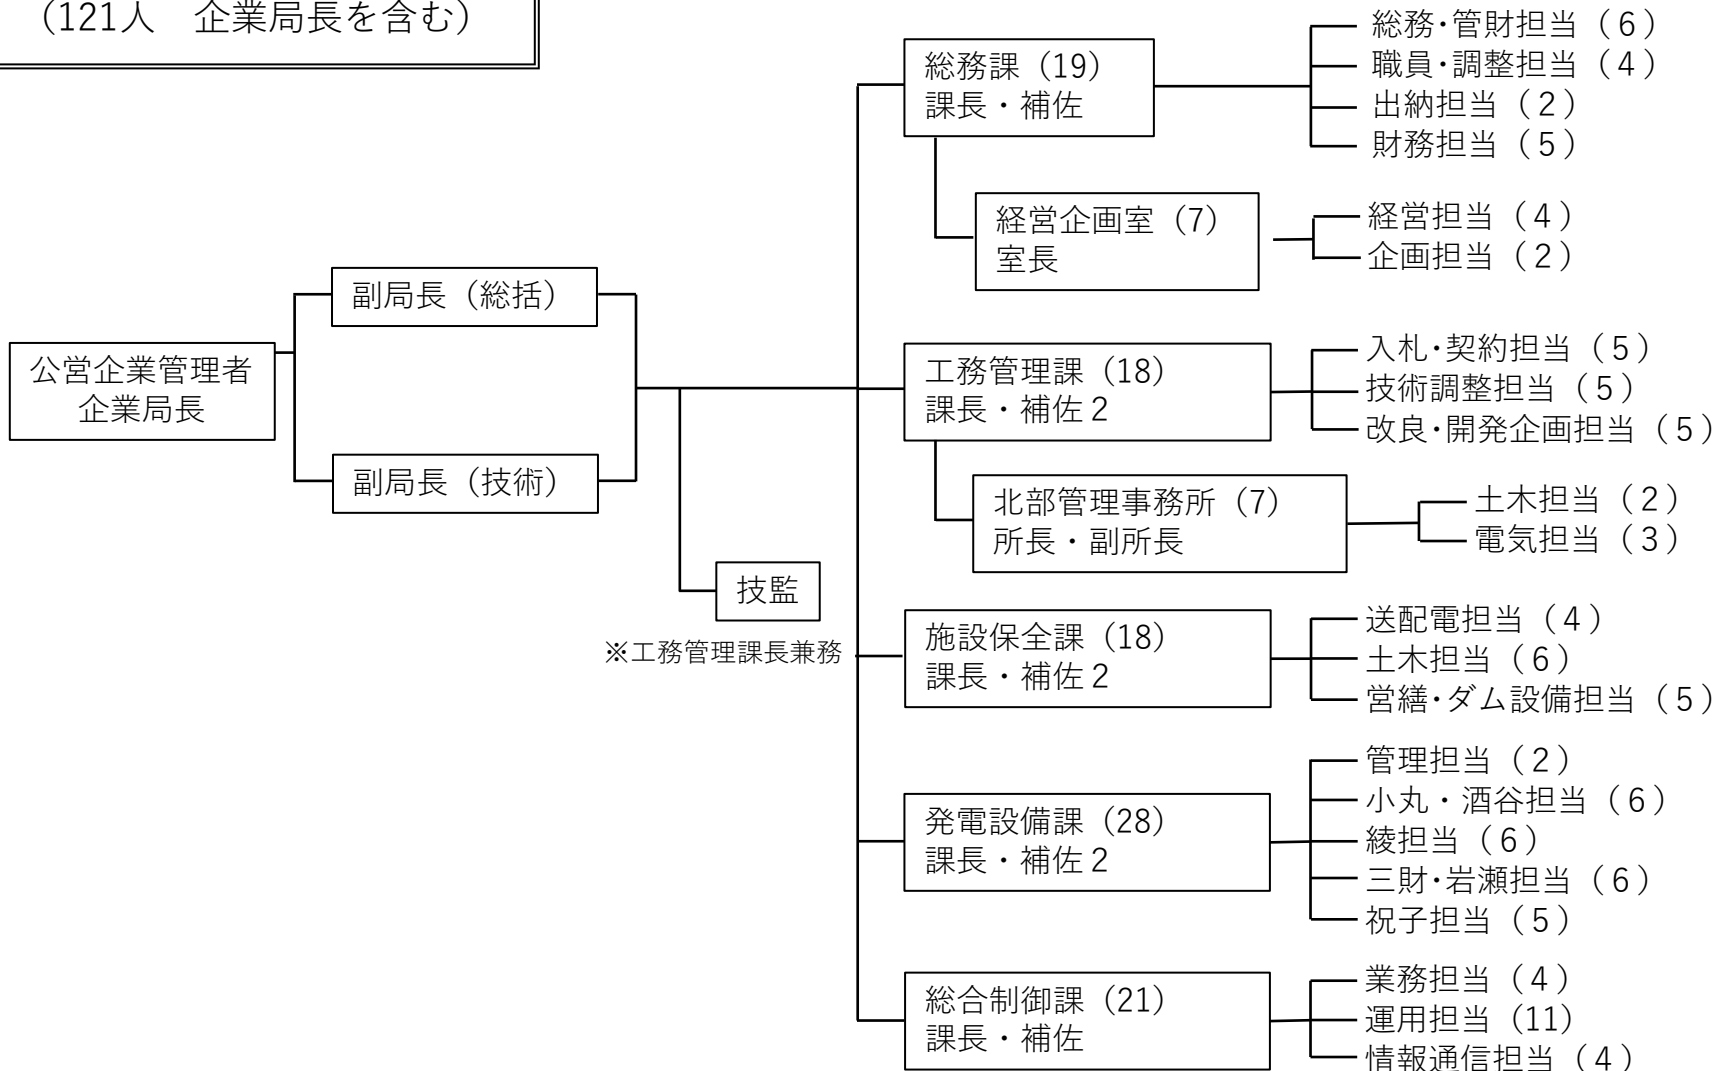 （121人　企業局長を含む）
公営企業管理者
企業局長
副局長（総括）
副局長（技術）
技監
※工務管理課長兼務
総務課（19）
課長・補佐
総務・管財担当（６）
職員・調整担当（４）
出納担当（２）
財務担当（５）
経営企画室（7）
室長
経営担当（４）
企画担当（２）
工務管理課（18）
課長・補佐２
入札・契約担当（５）
技術調整担当（５）
改良・開発企画担当（５）
北部管理事務所（7）
所長・副所長
土木担当（２）
電気担当（３）
施設保全課（18）
課長・補佐２
送配電担当（４）
土木担当（６）
営繕・ダム設備担当（５）
発電設備課（28）
課長・補佐２
管理担当（２）
小丸・酒谷担当（６）
綾担当（６）
三財・岩瀬担当（６）
祝子担当（５）
総合制御課（21）
課長・補佐
業務担当（４）
運用担当（11）
情報通信担当（４）